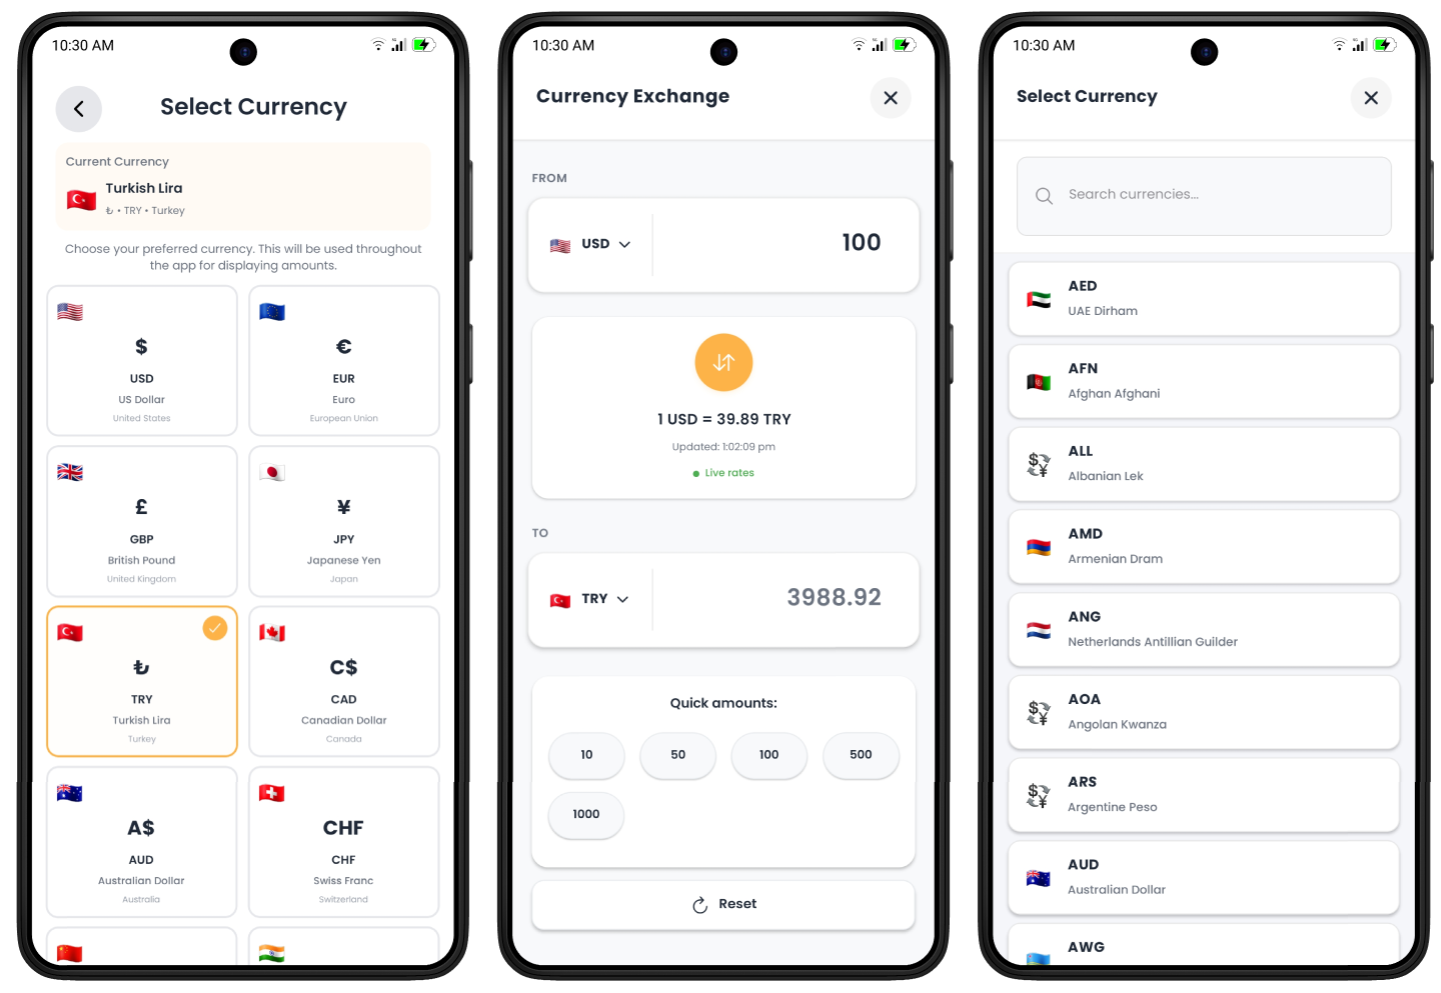 10:30 AM
Select Currency
Current Currency
Turkish Lira
₺ • TRY • Turkey
Choose your preferred currency. This will be used throughout
the app for displaying amounts.
$
USD
US Dollar
United States
€
EUR
Euro
European Union
£
GBP
British Pound
United Kingdom
¥
JPY
Japanese Yen
Japan
₺
TRY
Turkish Lira
Turkey
C$
CAD
Canadian Dollar
Canada
A$
AUD
Australian Dollar
Australia
CHF
CHF
Swiss Franc
Switzerland
10:30 AM
Currency Exchange
FROM
USD
100
1 USD = 39.89 TRY
Updated: 1:02:09 pm
Live rates
TO
TRY
3988.92
Quick amounts:
10
50
100
500
1000
Reset
10:30 AM
Select Currency
Search currencies...
AED
UAE Dirham
AFN
Afghan Afghani
ALL
Albanian Lek
AMD
Armenian Dram
ANG
Netherlands Antillian Guilder
AOA
Angolan Kwanza
ARS
Argentine Peso
AUD
Australian Dollar
AWG